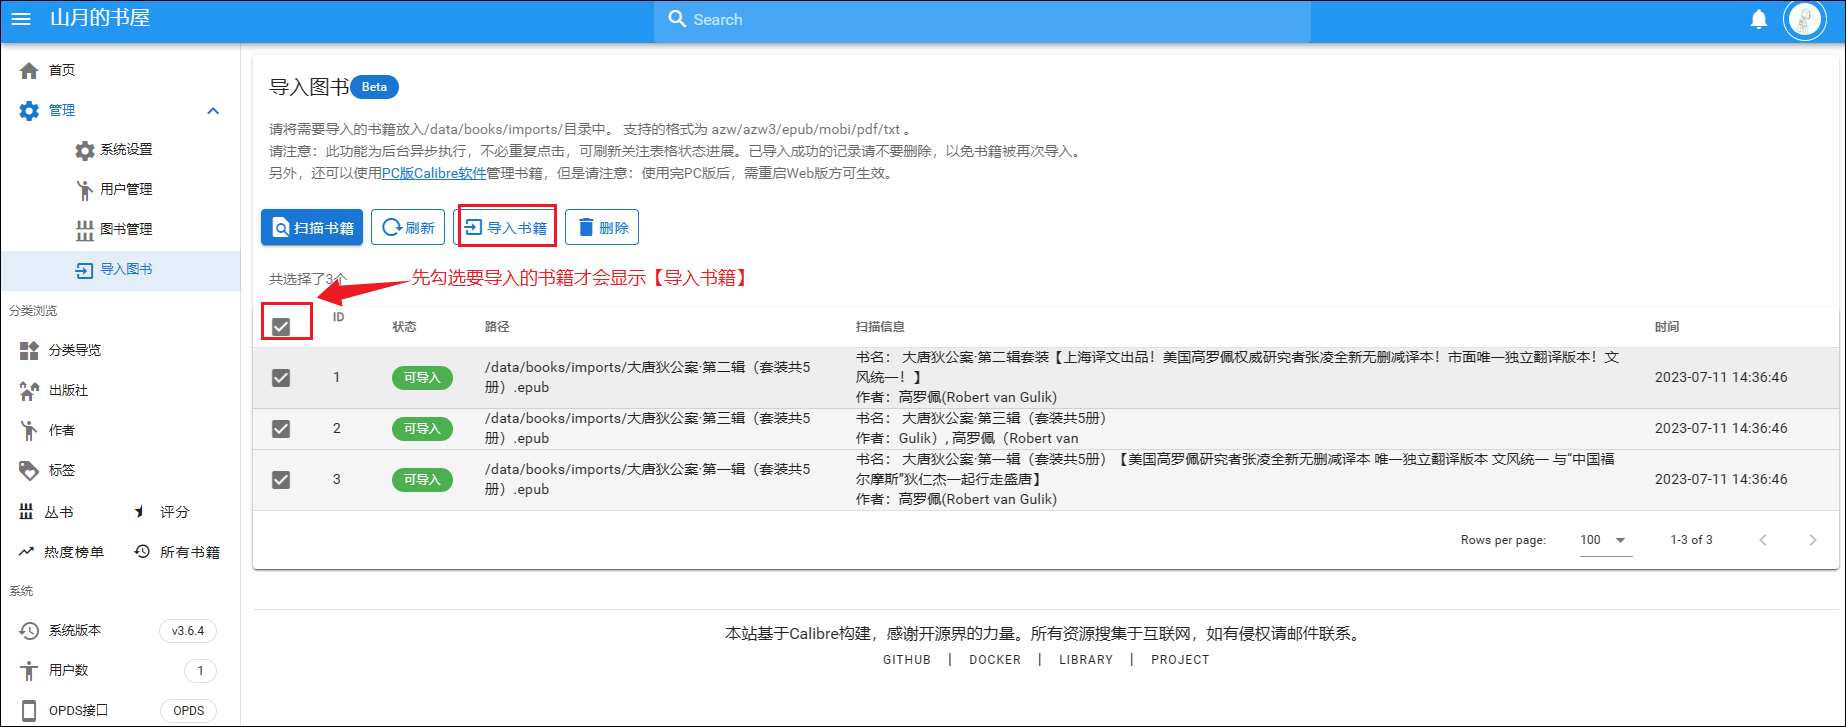 山月的书屋
Search
首页
管理
系统设置
用户管理
图书管理
导入图书
分类浏览
分类导览
出版社
作者
标签
丛书
评分
热度榜单
所有书籍
系统
系统版本
v3.6.4
用户数
1
OPDS接口
OPDS
导入图书 Beta
请将需要导入的书籍放入/data/books/imports/目录中。 支持的格式为 azw/azw3/epub/mobi/pdf/txt 。
请注意：此功能为后台异步执行，不必重复点击，可刷新关注表格状态进展。已导入成功的记录请不要删除，以免书籍被再次导入。
另外，还可以使用PC版Calibre软件管理书籍，但是请注意：使用完PC版后，需重启Web版方可生效。
扫描书籍
刷新
导入书籍
删除
共选择了3个
先勾选要导入的书籍才会显示【导入书籍】
ID
状态
路径
扫描信息
时间
1
可导入
/data/books/imports/大唐狄公案·第二辑（套装共5
册）.epub
书名： 大唐狄公案·第二辑套装【上海译文出品！美国高罗佩权威研究者张凌全新无删减译本！市面唯一独立翻译版本！文
风统一！】
作者：高罗佩(Robert van Gulik)
2023-07-11 14:36:46
2
可导入
/data/books/imports/大唐狄公案·第三辑（套装共5
册）.epub
书名： 大唐狄公案·第三辑（套装共5册）
作者：Gulik）, 高罗佩（Robert van
2023-07-11 14:36:46
3
可导入
/data/books/imports/大唐狄公案·第一辑（套装共5
册）.epub
书名： 大唐狄公案·第一辑（套装共5册）【美国高罗佩研究者张凌全新无删减译本 唯一独立翻译版本 文风统一 与“中国福
尔摩斯”狄仁杰一起行走盛唐】
作者：高罗佩(Robert van Gulik)
2023-07-11 14:36:46
Rows per page:
100
1-3 of 3
本站基于Calibre构建，感谢开源界的力量。所有资源搜集于互联网，如有侵权请邮件联系。
GITHUB | DOCKER | LIBRARY | PROJECT